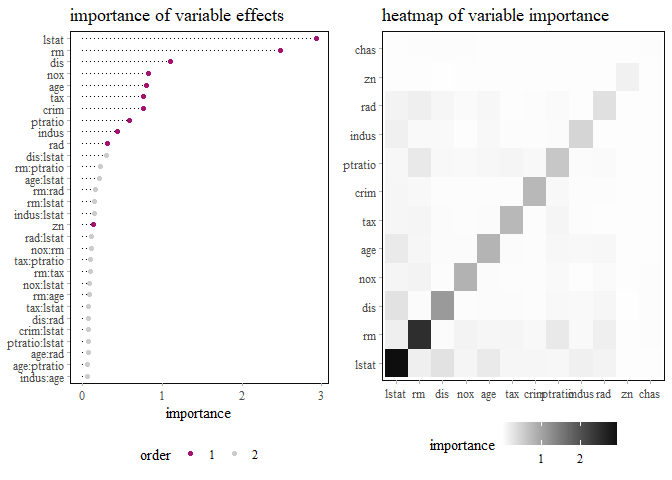 importance of variable effects
lstat
rm
dis
nox
age
tax
crim
ptratio
indus
rad
dis:lstat
rm:ptratio
age:lstat
rm:rad
rm:lstat
indus:lstat
zn
rad:lstat
nox:rm
tax:ptratio
rm:tax
nox:lstat
rm:age
tax:lstat
dis:rad
crim:lstat
ptratio:lstat
age:rad
age:ptratio
indus:age
0 1 2 3
importance
order 1 2
heatmap of variable importance
chas
zn
rad
indus
ptratio
crim
tax
age
nox
dis
rm
lstat
lstat rm dis nox age tax crim ptratio indus rad zn chas
importance
1 2